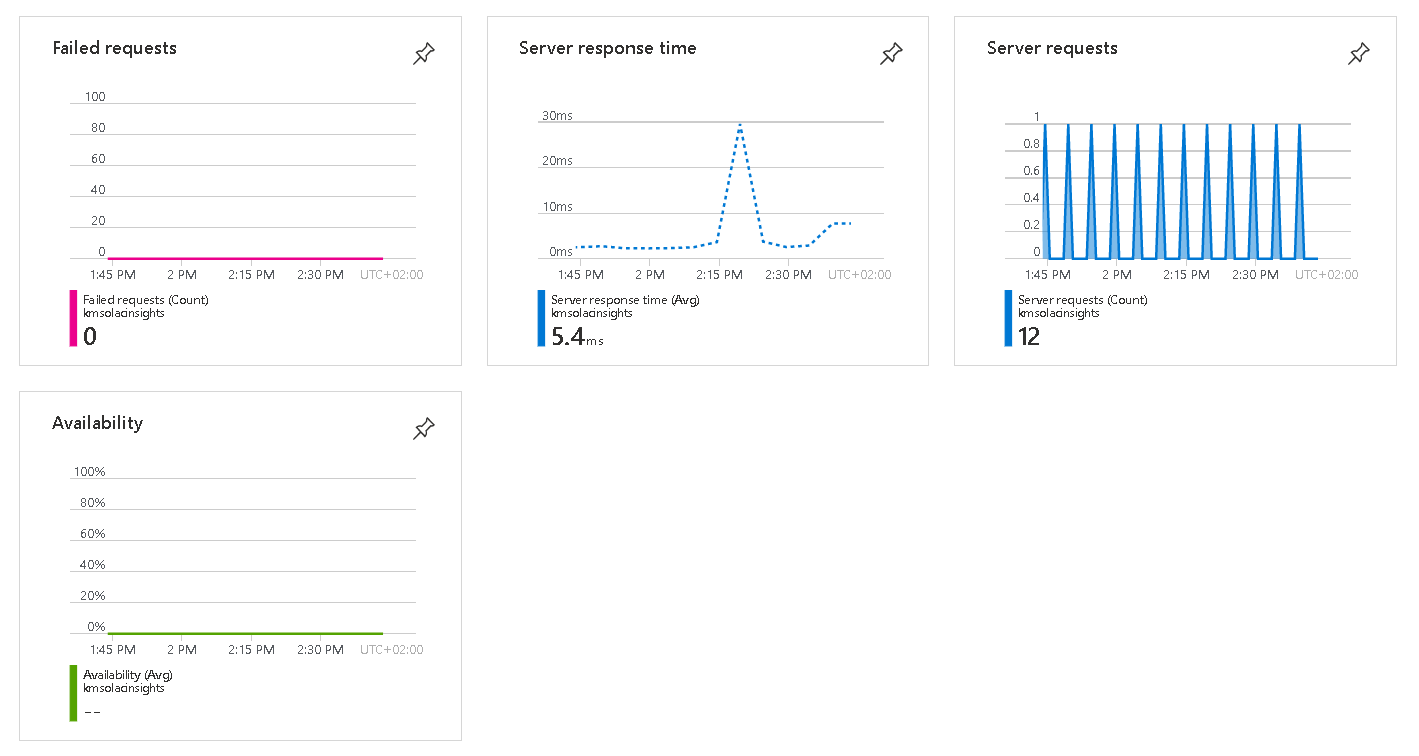 Failed requests
100
80
60
40
20
0
1:45 PM 2 PM 2:15 PM 2:30 PM UTC+02:00
Failed requests (Count)
kmsolacinsights
0
Server response time
30ms
20ms
10ms
0ms
1:45 PM 2 PM 2:15 PM 2:30 PM UTC+02:00
Server response time (Avg)
kmsolacinsights
5.4ms
Server requests
1
0.8
0.6
0.4
0.2
0
1:45 PM 2 PM 2:15 PM 2:30 PM UTC+02:00
Server requests (Count)
kmsolacinsights
12
Availability
100%
80%
60%
40%
20%
0%
1:45 PM 2 PM 2:15 PM 2:30 PM UTC+02:00
Availability (Avg)
kmsolacinsights
--